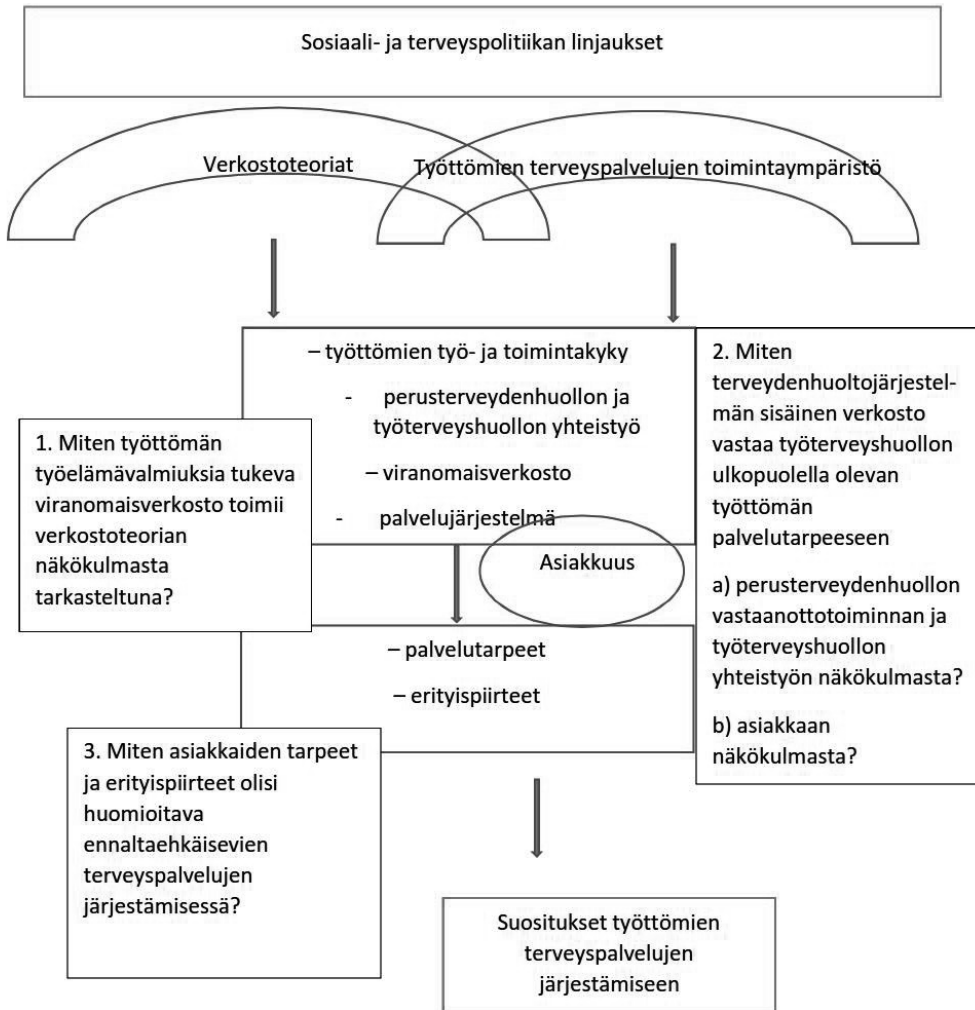 Sosiaali- ja terveyspolitiikan linjaukset
Verkostoteoriat
Työttömien terveyspalvelujen toimintaympäristö
– työttömien työ- ja toimintakyky
- perusterveydenhuollon ja
työterveyshuollon yhteistyö
– viranomaisverkosto
- palvelujärjestelmä
1. Miten työttömän
työelämävalmiuksia tukeva
viranomaisverkosto toimii
verkostoteorian
näkökulmasta
tarkasteltuna?
2. Miten
terveydenhuoltojärjestel-
män sisäinen verkosto
vastaa työterveyshuollon
ulkopuolella olevan
työttömän
palvelutarpeeseen
a) perusterveydenhuollon
vastaanottotoiminnan ja
työterveyshuollon
yhteistyön näkökulmasta?
b) asiakkaan
näkökulmasta?
Asiakkuus
– palvelutarpeet
– erityispiirteet
3. Miten asiakkaiden tarpeet
ja erityispiirteet olisi
huomioitava
ennaltaehkäisevien
terveyspalvelujen
järjestämisessä?
Suositukset työttömien
terveyspalvelujen
järjestämiseen